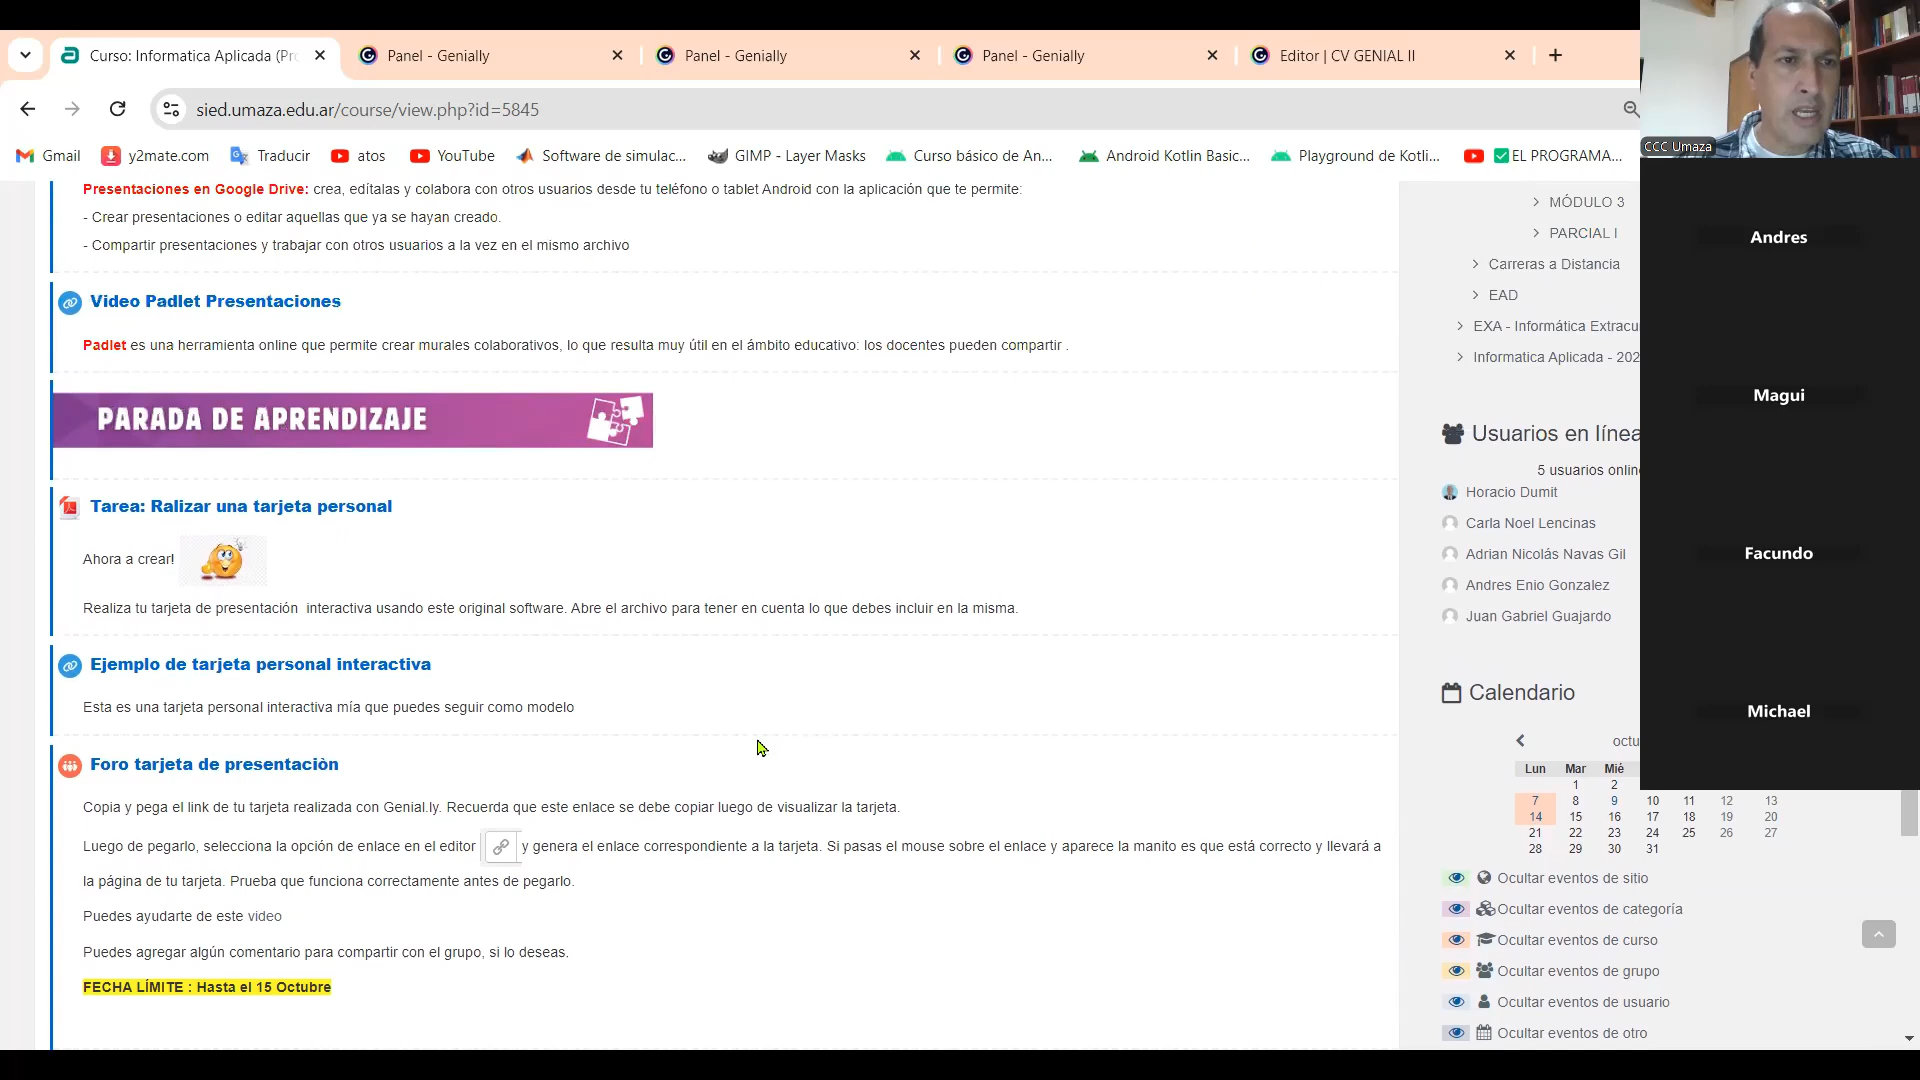 Curso: Informatica Aplicada (Pro
Panel - Genially
Panel - Genially
Panel - Genially
Editor | CV GENIAL II
sied.umaza.edu.ar/course/view.php?id=5845
Gmail
y2mate.com
Traducir
atos
YouTube
Software de simulac...
GIMP - Layer Masks
Curso básico de An...
Android Kotlin Basic...
Playground de Kotli...
EL PROGRAMA...
CCC Umaza
Andres
Magui
Facundo
Michael
Presentaciones en Google Drive: crea, edítalas y colabora con otros usuarios desde tu teléfono o tablet Android con la aplicación que te permite:
- Crear presentaciones o editar aquellas que ya se hayan creado.
- Compartir presentaciones y trabajar con otros usuarios a la vez en el mismo archivo
Video Padlet Presentaciones
Padlet es una herramienta online que permite crear murales colaborativos, lo que resulta muy útil en el ámbito educativo: los docentes pueden compartir .
PARADA DE APRENDIZAJE
Tarea: Ralizar una tarjeta personal
Ahora a crear!
Realiza tu tarjeta de presentación interactiva usando este original software. Abre el archivo para tener en cuenta lo que debes incluir en la misma.
Ejemplo de tarjeta personal interactiva
Esta es una tarjeta personal interactiva mía que puedes seguir como modelo
Foro tarjeta de presentaciòn
Copia y pega el link de tu tarjeta realizada con Genial.ly. Recuerda que este enlace se debe copiar luego de visualizar la tarjeta.
Luego de pegarlo, selecciona la opción de enlace en el editor y genera el enlace correspondiente a la tarjeta. Si pasas el mouse sobre el enlace y aparece la manito es que está correcto y llevará a
la página de tu tarjeta. Prueba que funciona correctamente antes de pegarlo.
Puedes ayudarte de este video
Puedes agregar algún comentario para compartir con el grupo, si lo deseas.
FECHA LÍMITE : Hasta el 15 Octubre
MÓDULO 3
PARCIAL I
Carreras a Distancia
EAD
EXA - Informática Extracu
Informatica Aplicada - 202
Usuarios en línea
5 usuarios onlin
Horacio Dumit
Carla Noel Lencinas
Adrian Nicolás Navas Gil
Andres Enio Gonzalez
Juan Gabriel Guajardo
Calendario
octu
Lun Mar Mié
1 2
7 8 9 10 11 12 13
14 15 16 17 18 19 20
21 22 23 24 25 26 27
28 29 30 31
Ocultar eventos de sitio
Ocultar eventos de categoría
Ocultar eventos de curso
Ocultar eventos de grupo
Ocultar eventos de usuario
Ocultar eventos de otro